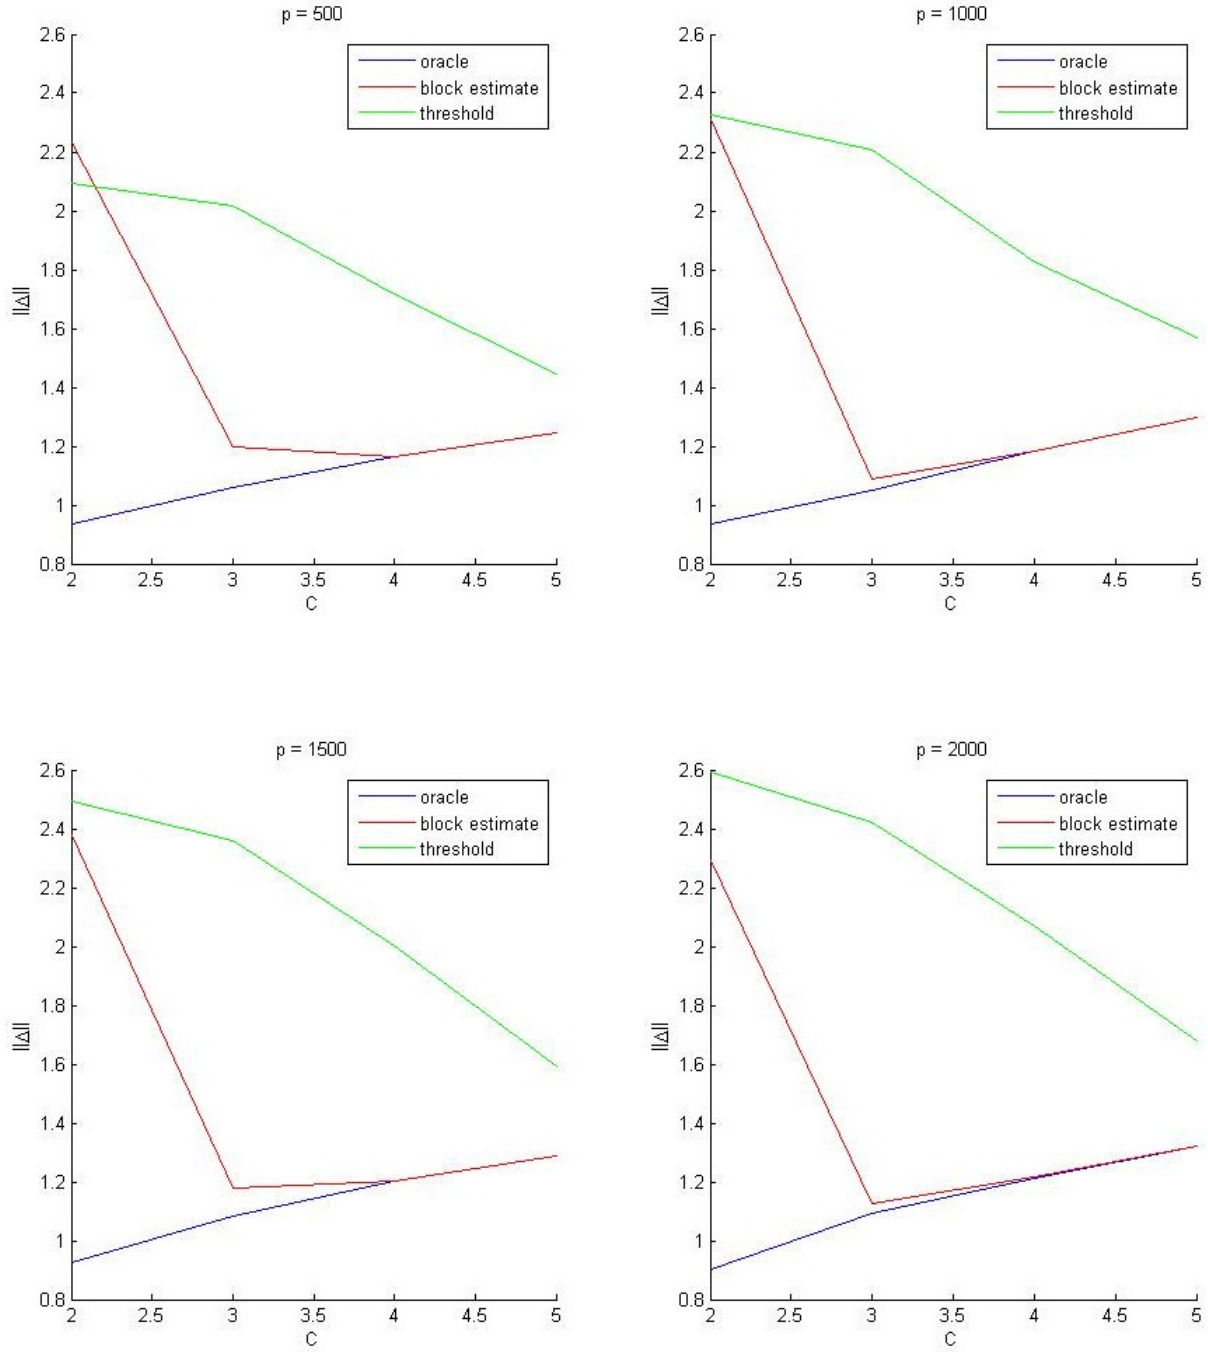 p = 500
2.6
2.4
2.2
2
1.8
1.6
1.4
1.2
1
0.8
||Δ||
oracle
block estimate
threshold
2 2.5 3 3.5 4 4.5 5
C
p = 1000
2.6
2.4
2.2
2
1.8
1.6
1.4
1.2
1
0.8
||Δ||
oracle
block estimate
threshold
2 2.5 3 3.5 4 4.5 5
C
p = 1500
2.6
2.4
2.2
2
1.8
1.6
1.4
1.2
1
0.8
||Δ||
oracle
block estimate
threshold
2 2.5 3 3.5 4 4.5 5
C
p = 2000
2.6
2.4
2.2
2
1.8
1.6
1.4
1.2
1
0.8
||Δ||
oracle
block estimate
threshold
2 2.5 3 3.5 4 4.5 5
C